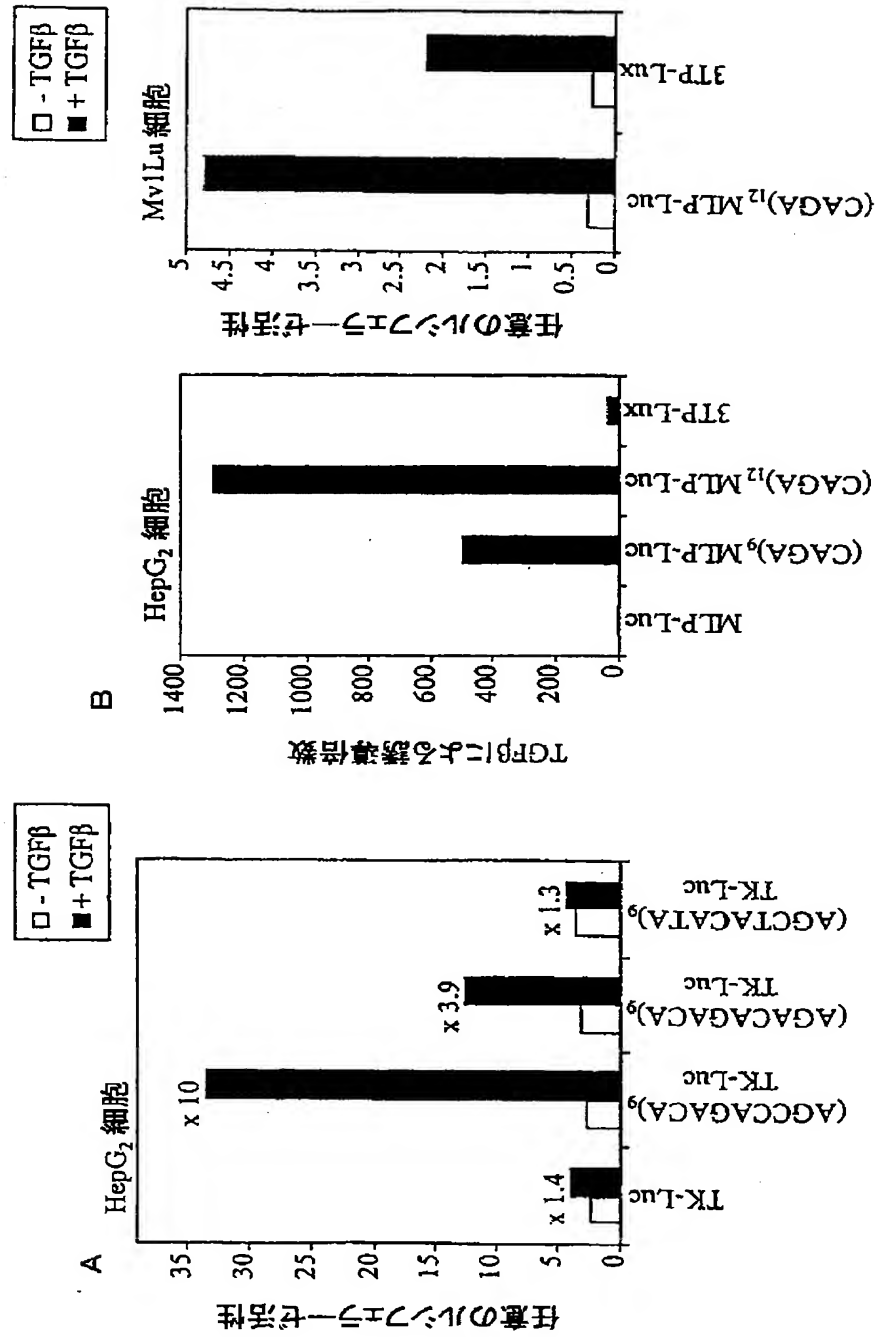 A
HepG₂ 細胞
□ - TGFβ
■ + TGFβ
任意のルシフェラーゼ活性
35
30
25
20
15
10
5
0
x 1.4
x 10
x 3.9
x 1.3
TK-Luc
(AGCCAGACA)₉
TK-Luc
(AGACAGACA)₉
TK-Luc
(AGCTACATA)₉
TK-Luc
B
HepG₂ 細胞
TGFβによる誘導倍数
1400
1200
1000
800
600
400
200
0
MLP-Luc
(CAGA)₉ MLP-Luc
(CAGA)₁₂ MLP-Luc
3TP-Lux
Mv1Lu 細胞
□ - TGFβ
■ + TGFβ
任意のルシフェラーゼ活性
5
4.5
4
3.5
3
2.5
2
1.5
1
0.5
0
(CAGA)₁₂ MLP-Luc
3TP-Lux